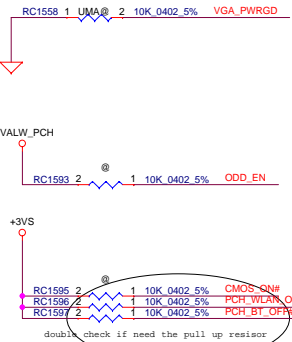 RC1558 1 UMA@ 2 10K_0402_5% VGA_PWRGD
VALW_PCH
@
RC1593 2 1 10K_0402_5% ODD_EN
+3VS
@
RC1595 2 1 10K_0402_5% CMOS_ON#
RC1596 2 1 10K_0402_5% PCH_WLAN_O
RC1597 2 1 10K_0402_5% PCH_BT_OFF#
double check if need the pull up resisor